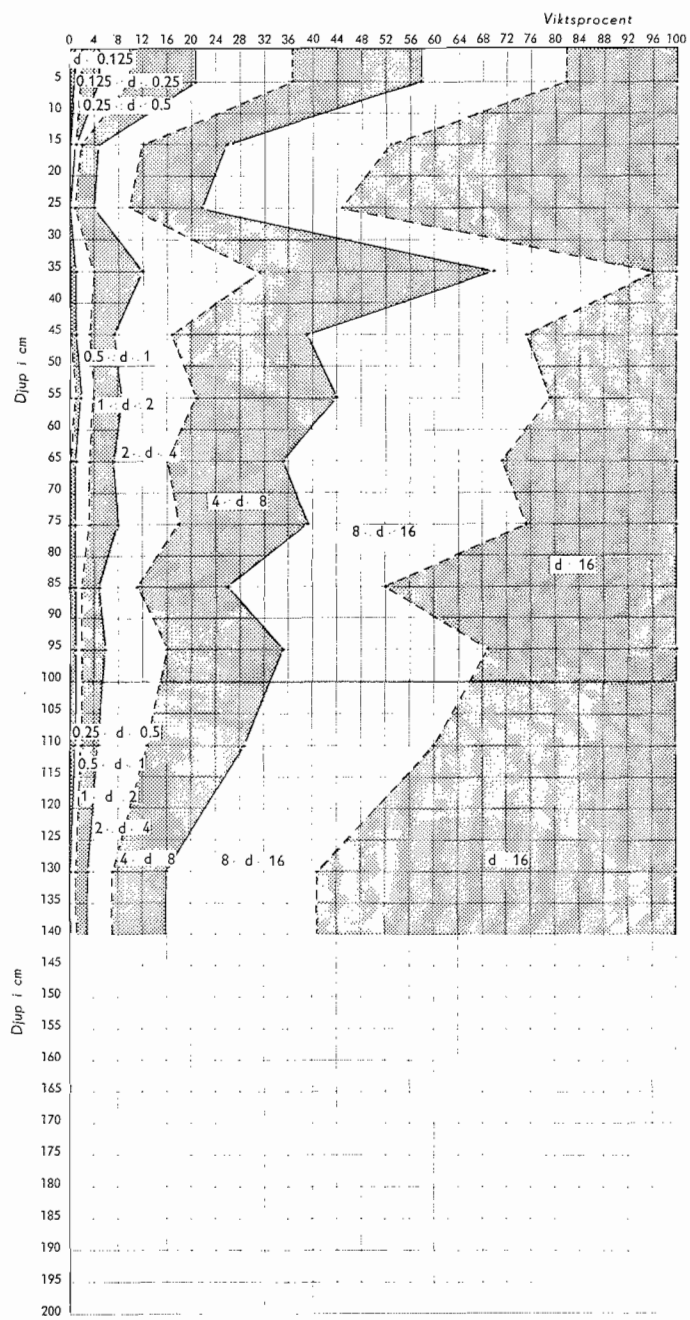 Viktsprocent
0 4 8 12 16 20 24 28 32 36 40 44 48 52 56 60 64 68 72 76 80 84 88 92 96 100
d · 0.125
5
0.125 · d · 0.25
10
0.25 · d · 0.5
15
20
25
30
35
40
45
0.5 · d · 1
50
Djup i cm
55
1 · d · 2
60
65
2 · d · 4
70
4 · d · 8
75
8 · d · 16
80
d · 16
85
90
95
100
105
0.25 · d · 0.5
110
0.5 · d · 1
115
1 · d · 2
120
2 · d · 4
125
4 · d · 8
8 · d · 16
d · 16
130
135
140
145
150
Djup i cm
155
160
165
170
175
180
185
190
195
200